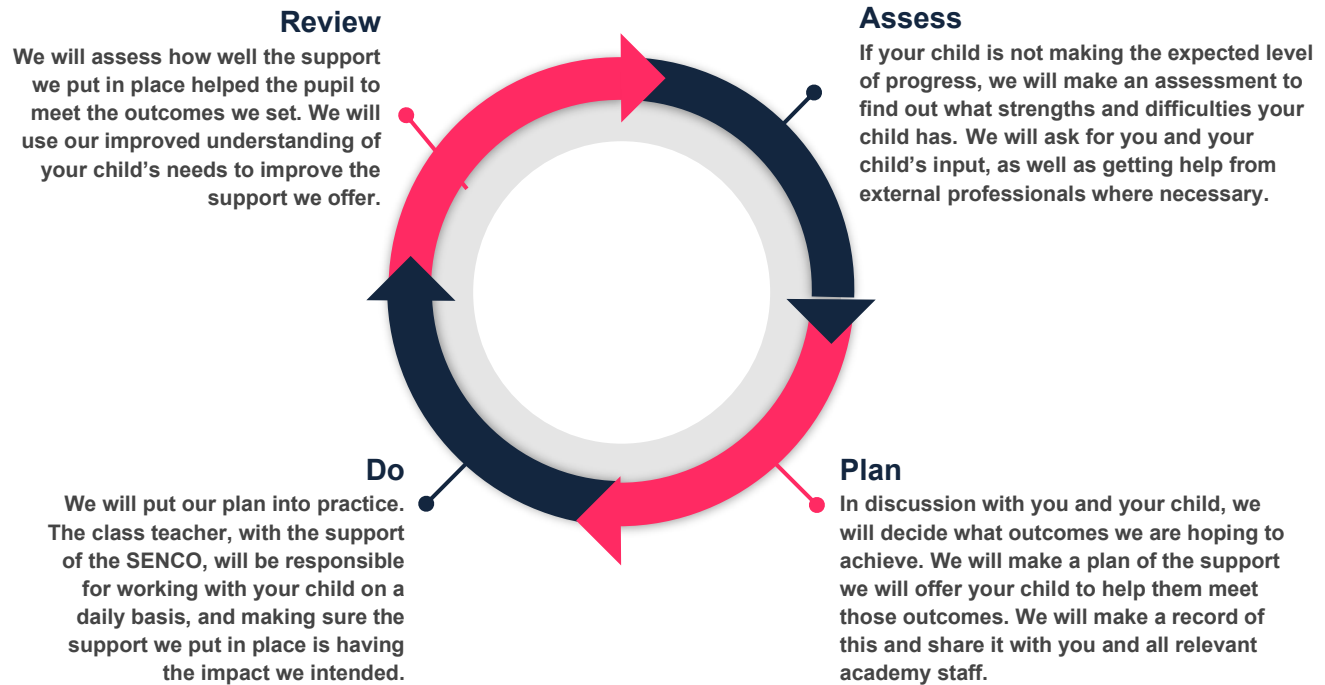 Review
We will assess how well the support
we put in place helped the pupil to
meet the outcomes we set. We will
use our improved understanding of
your child’s needs to improve the
support we offer.
Assess
If your child is not making the expected level
of progress, we will make an assessment to
find out what strengths and difficulties your
child has. We will ask for you and your
child’s input, as well as getting help from
external professionals where necessary.
Do
We will put our plan into practice.
The class teacher, with the support
of the SENCO, will be responsible
for working with your child on a
daily basis, and making sure the
support we put in place is having
the impact we intended.
Plan
In discussion with you and your child, we
will decide what outcomes we are hoping to
achieve. We will make a plan of the support
we will offer your child to help them meet
those outcomes. We will make a record of
this and share it with you and all relevant
academy staff.